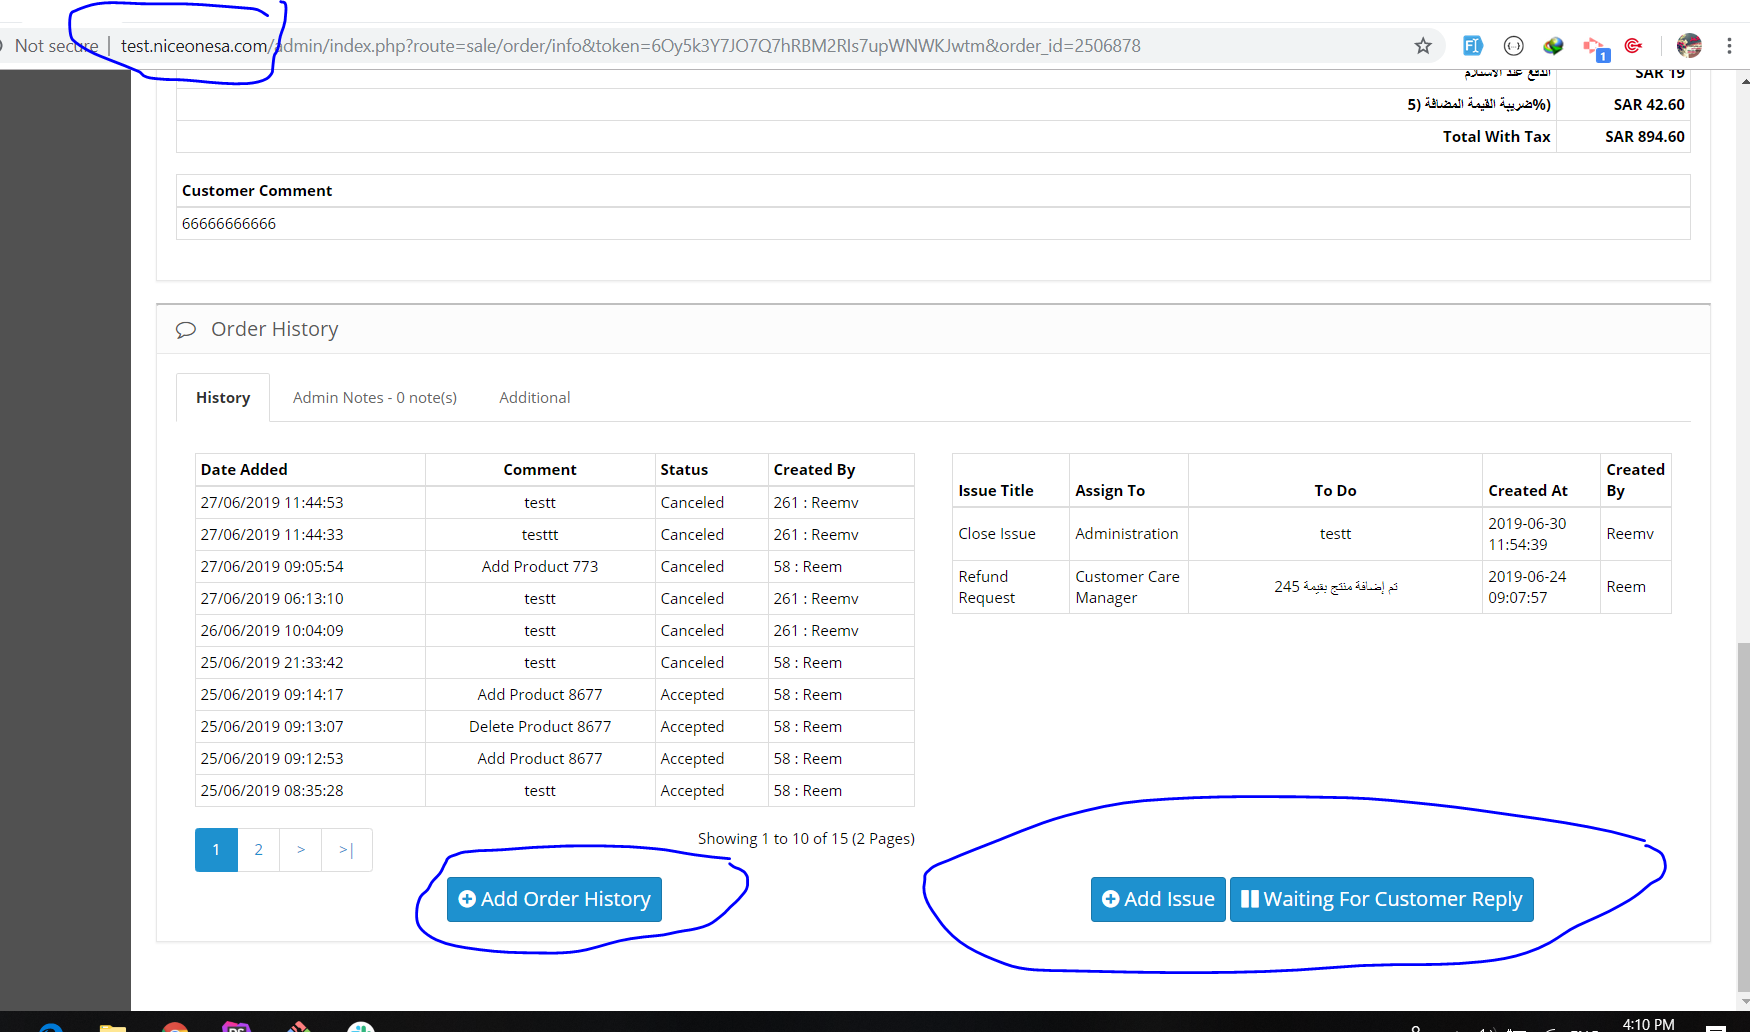 Not secure | test.niceonesa.com/admin/index.php?route=sale/order/info&token=6Oy5k3Y7JO7Q7hRBM2RIs7upWNWKJwtm&order_id=2506878
1
الدفع عند الاستلام SAR 19
ضريبة القيمة المضافة (5%) SAR 42.60
Total With Tax SAR 894.60
Customer Comment
66666666666
Order History
History Admin Notes - 0 note(s) Additional
Date Added Comment Status Created By
27/06/2019 11:44:53 testt Canceled 261 : Reemv
27/06/2019 11:44:33 testtt Canceled 261 : Reemv
27/06/2019 09:05:54 Add Product 773 Canceled 58 : Reem
27/06/2019 06:13:10 testt Canceled 261 : Reemv
26/06/2019 10:04:09 testt Canceled 261 : Reemv
25/06/2019 21:33:42 testt Canceled 58 : Reem
25/06/2019 09:14:17 Add Product 8677 Accepted 58 : Reem
25/06/2019 09:13:07 Delete Product 8677 Accepted 58 : Reem
25/06/2019 09:12:53 Add Product 8677 Accepted 58 : Reem
25/06/2019 08:35:28 testt Accepted 58 : Reem
1 2 > >|
Showing 1 to 10 of 15 (2 Pages)
Add Order History
Issue Title Assign To To Do Created At Created By
Close Issue Administration testt 2019-06-30 11:54:39 Reemv
Refund Request Customer Care Manager تم إضافة منتج بقيمة 245 2019-06-24 09:07:57 Reem
Add Issue Waiting For Customer Reply
4:10 PM